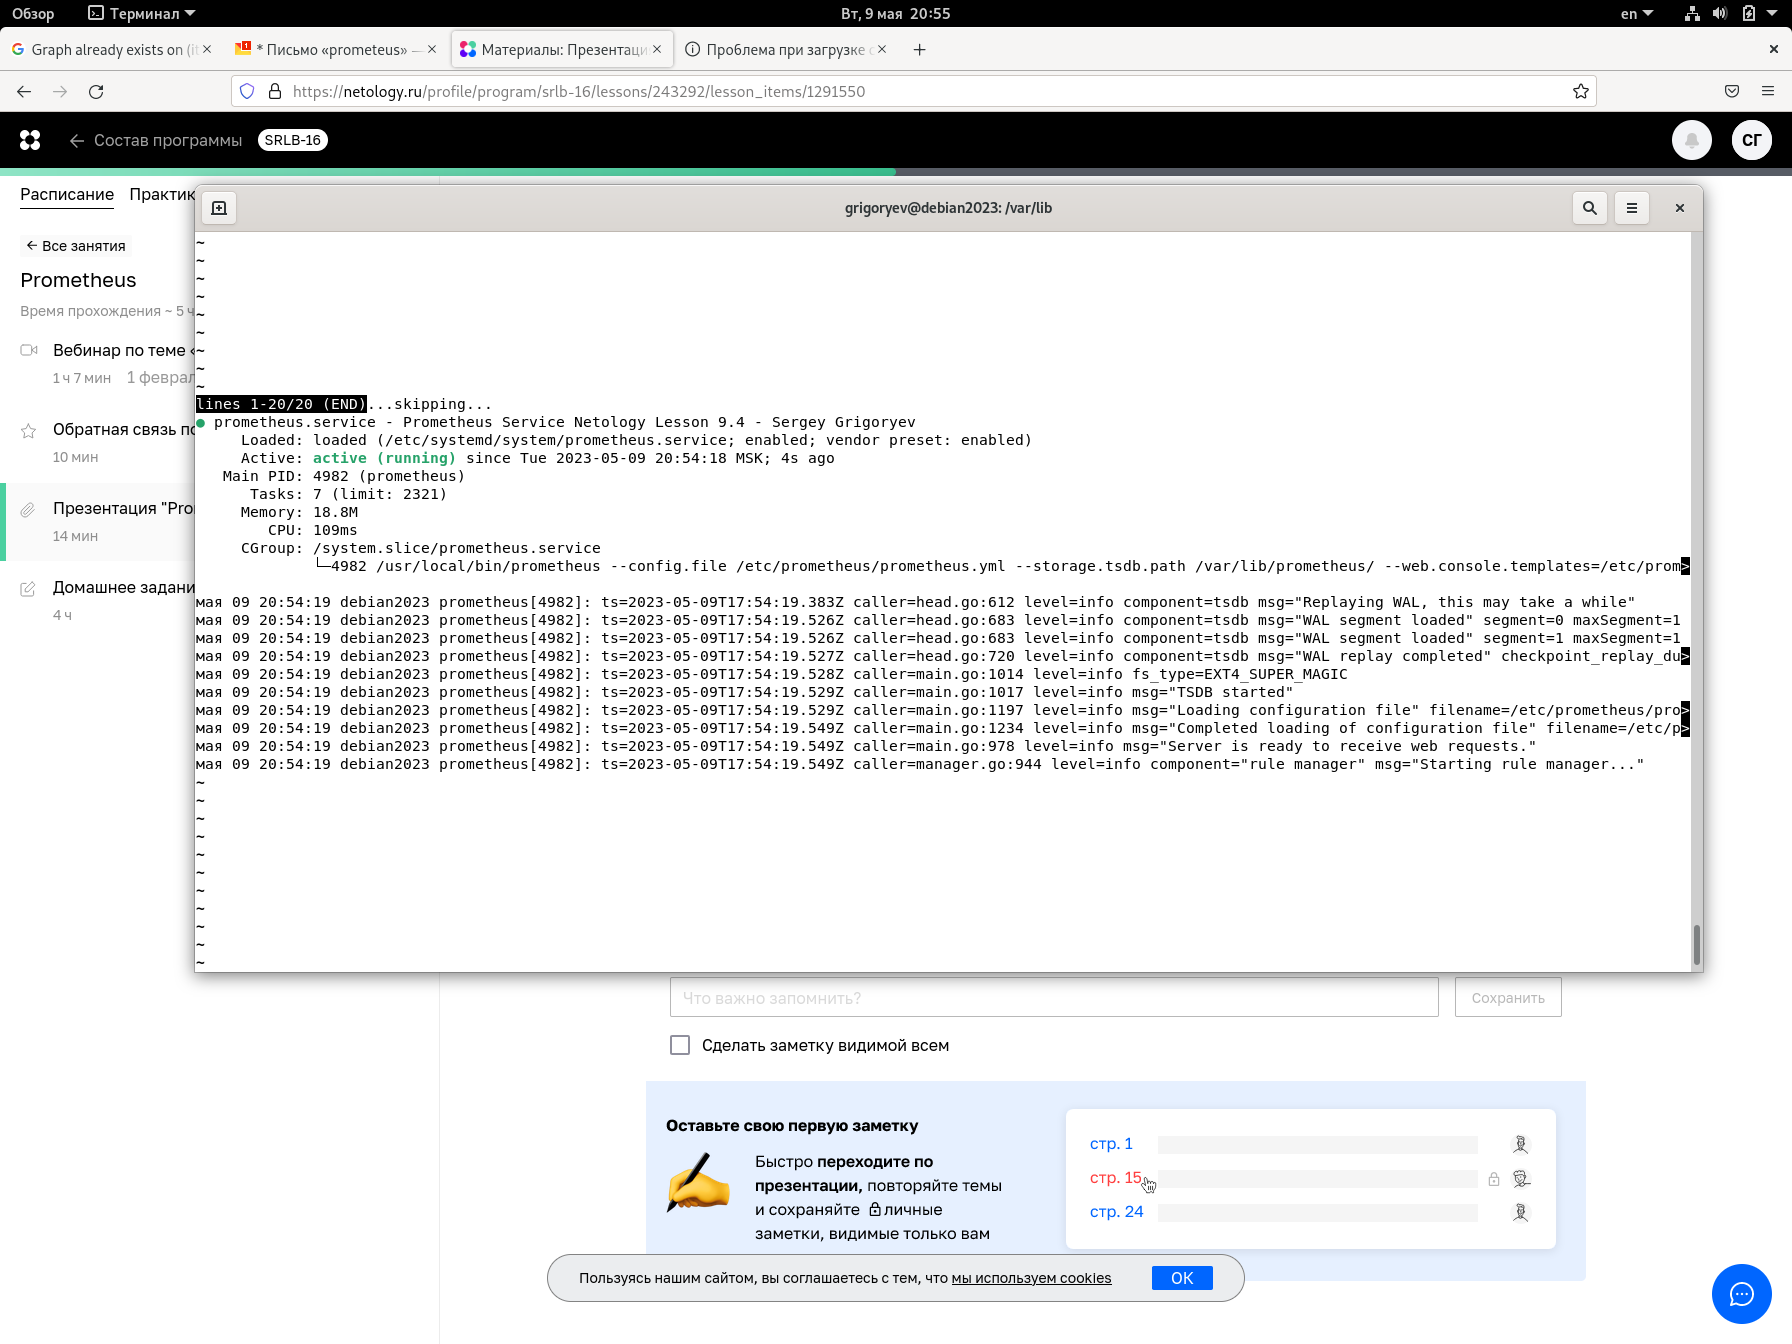 Обзор
Терминал
Вт, 9 мая 20:55
en
Graph already exists on (it
* Письмо «prometeus» —
Материалы: Презентаци
Проблема при загрузке с
https://netology.ru/profile/program/srlb-16/lessons/243292/lesson_items/1291550
Состав программы
SRLB-16
СГ
Расписание
Практик
Все занятия
Prometheus
Время прохождения ~ 5 ч
Вебинар по теме «
1 ч 7 мин 1 феврал
Обратная связь по
10 мин
Презентация "Pro
14 мин
Домашнее задани
4 ч
grigoryev@debian2023: /var/lib
~
~
~
~
~
~
~
~
~
lines 1-20/20 (END)...skipping...
● prometheus.service - Prometheus Service Netology Lesson 9.4 - Sergey Grigoryev
Loaded: loaded (/etc/systemd/system/prometheus.service; enabled; vendor preset: enabled)
Active: active (running) since Tue 2023-05-09 20:54:18 MSK; 4s ago
Main PID: 4982 (prometheus)
Tasks: 7 (limit: 2321)
Memory: 18.8M
CPU: 109ms
CGroup: /system.slice/prometheus.service
└─4982 /usr/local/bin/prometheus --config.file /etc/prometheus/prometheus.yml --storage.tsdb.path /var/lib/prometheus/ --web.console.templates=/etc/prom>
мая 09 20:54:19 debian2023 prometheus[4982]: ts=2023-05-09T17:54:19.383Z caller=head.go:612 level=info component=tsdb msg="Replaying WAL, this may take a while"
мая 09 20:54:19 debian2023 prometheus[4982]: ts=2023-05-09T17:54:19.526Z caller=head.go:683 level=info component=tsdb msg="WAL segment loaded" segment=0 maxSegment=1
мая 09 20:54:19 debian2023 prometheus[4982]: ts=2023-05-09T17:54:19.526Z caller=head.go:683 level=info component=tsdb msg="WAL segment loaded" segment=1 maxSegment=1
мая 09 20:54:19 debian2023 prometheus[4982]: ts=2023-05-09T17:54:19.527Z caller=head.go:720 level=info component=tsdb msg="WAL replay completed" checkpoint_replay_du>
мая 09 20:54:19 debian2023 prometheus[4982]: ts=2023-05-09T17:54:19.528Z caller=main.go:1014 level=info fs_type=EXT4_SUPER_MAGIC
мая 09 20:54:19 debian2023 prometheus[4982]: ts=2023-05-09T17:54:19.529Z caller=main.go:1017 level=info msg="TSDB started"
мая 09 20:54:19 debian2023 prometheus[4982]: ts=2023-05-09T17:54:19.529Z caller=main.go:1197 level=info msg="Loading configuration file" filename=/etc/prometheus/pro>
мая 09 20:54:19 debian2023 prometheus[4982]: ts=2023-05-09T17:54:19.549Z caller=main.go:1234 level=info msg="Completed loading of configuration file" filename=/etc/p>
мая 09 20:54:19 debian2023 prometheus[4982]: ts=2023-05-09T17:54:19.549Z caller=main.go:978 level=info msg="Server is ready to receive web requests."
мая 09 20:54:19 debian2023 prometheus[4982]: ts=2023-05-09T17:54:19.549Z caller=manager.go:944 level=info component="rule manager" msg="Starting rule manager..."
~
~
~
~
~
~
~
~
~
~
~
Что важно запомнить?
Сохранить
Сделать заметку видимой всем
Оставьте свою первую заметку
Быстро переходите по
презентации, повторяйте темы
и сохраняйте личные
заметки, видимые только вам
стр. 1
стр. 15
стр. 24
Пользуясь нашим сайтом, вы соглашаетесь с тем, что мы используем cookies
ОК